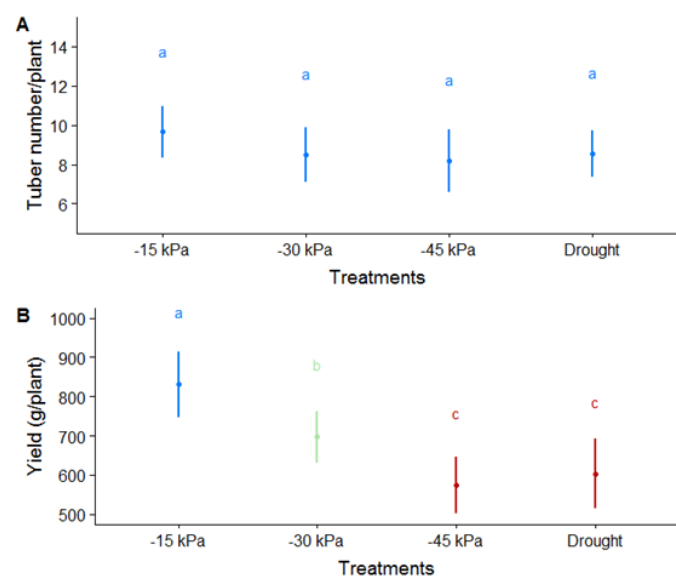 A
Tuber number/plant
14
12
10
8
6
a
a
a
a
-15 kPa
-30 kPa
-45 kPa
Drought
Treatments
B
Yield (g/plant)
1000
900
800
700
600
500
a
b
c
c
-15 kPa
-30 kPa
-45 kPa
Drought
Treatments